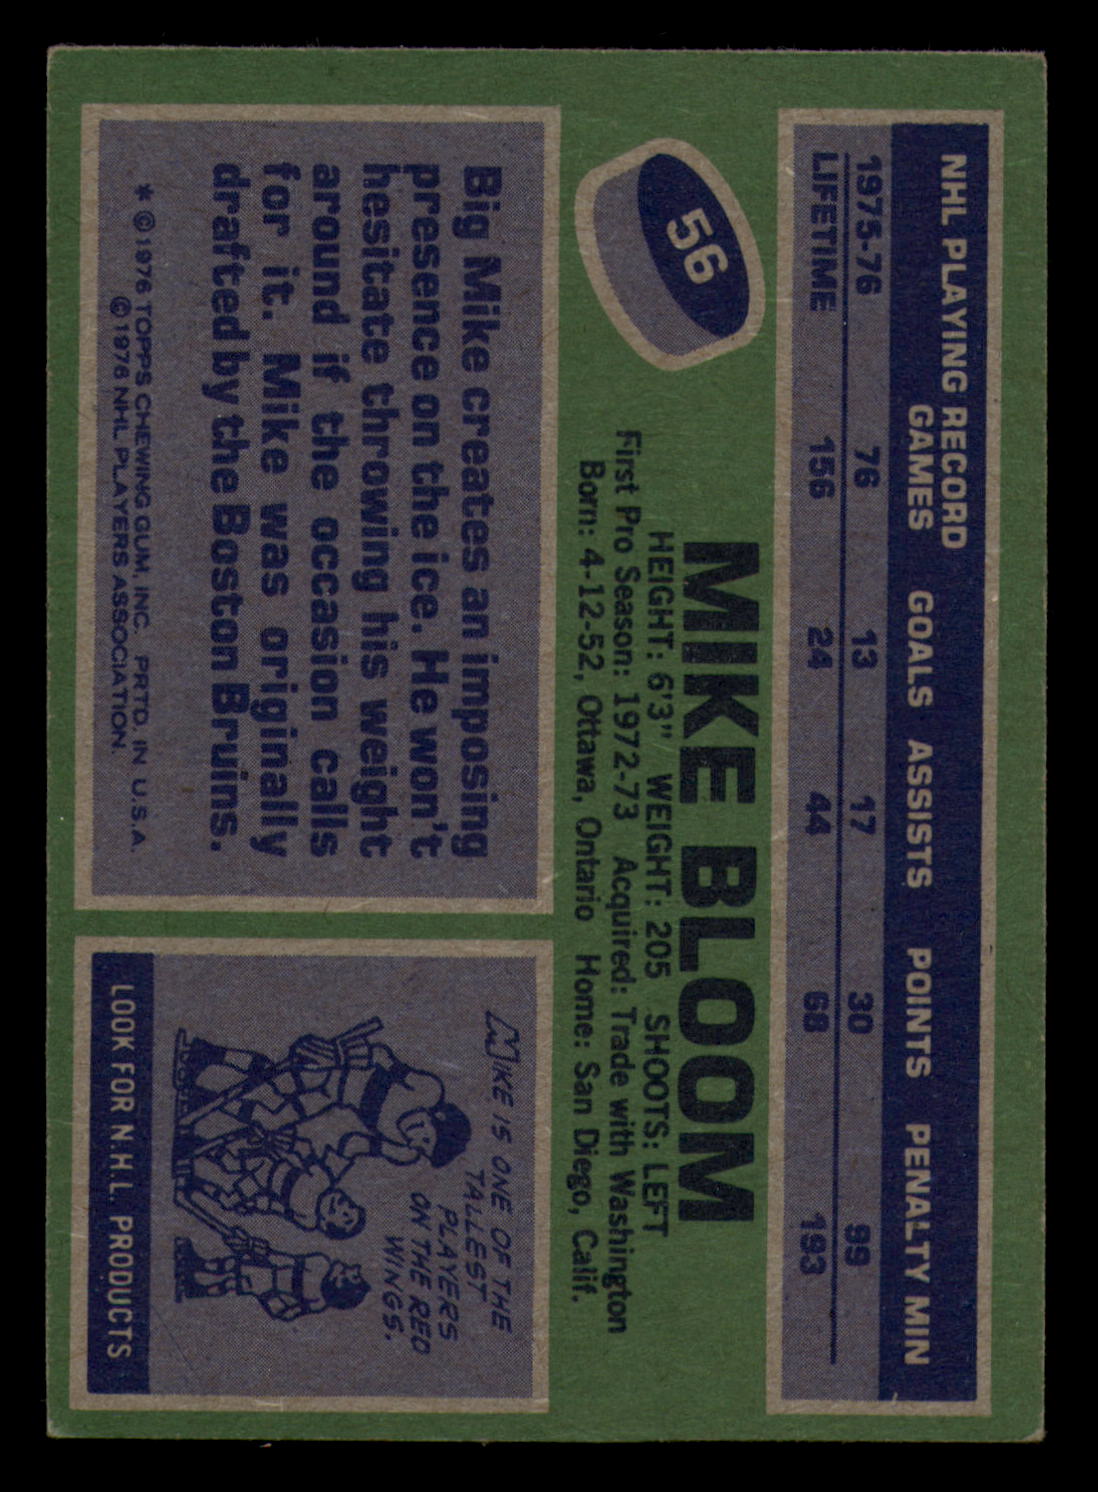 NHL PLAYING RECORD
GAMES GOALS ASSISTS POINTS PENALTY MIN
1975-76 76 13 17 30 99
LIFETIME 156 24 44 68 193
56
MIKE BLOOM
HEIGHT: 6'3" WEIGHT: 205 SHOOTS: LEFT
First Pro Season: 1972-73 Acquired: Trade with Washington
Born: 4-12-52, Ottawa, Ontario Home: San Diego, Calif.
Big Mike creates an imposing
presence on the ice. He won't
hesitate throwing his weight
around if the occasion calls
for it. Mike was originally
drafted by the Boston Bruins.
* ©1976 TOPPS CHEWING GUM, INC. PRTD. IN U.S.A.
©1976 NHL PLAYERS ASSOCIATION.
MIKE IS ONE OF THE
TALLEST
PLAYERS
ON THE RED
WINGS.
LOOK FOR N.H.L. PRODUCTS